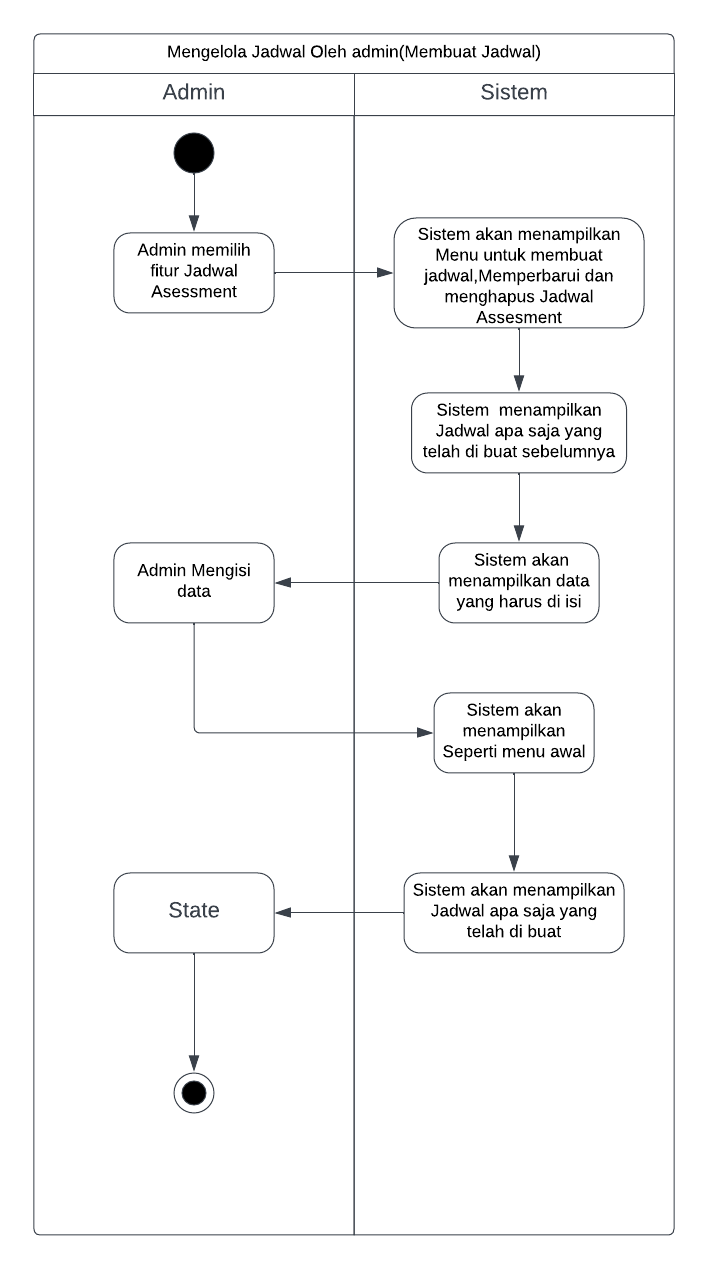 Mengelola Jadwal Oleh admin(Membuat Jadwal)
Admin
Sistem
Admin memilih
fitur Jadwal
Asessment
Sistem akan menampilkan
Menu untuk membuat
jadwal,Memperbarui dan
menghapus Jadwal
Assesment
Sistem  menampilkan
Jadwal apa saja yang
telah di buat sebelumnya
Sistem akan
menampilkan data
yang harus di isi
Admin Mengisi
data
Sistem akan
menampilkan
Seperti menu awal
Sistem akan menampilkan
Jadwal apa saja yang
telah di buat
State